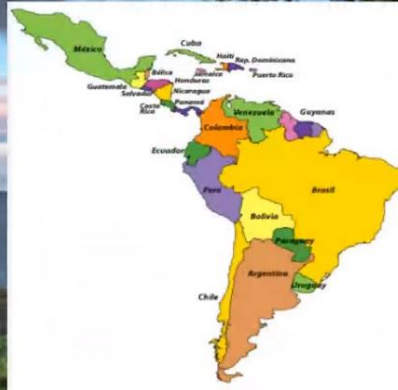 México
Cuba
Haití
Rep. Dominicana
Jamaica
Puerto Rico
Bélice
Honduras
Guatemala
Salvador
Nicaragua
Costa
Rica
Panamá
Venezuela
Guyanas
Colombia
Ecuador
Perú
Brasil
Bolivia
Paraguay
Argentina
Chile
Uruguay